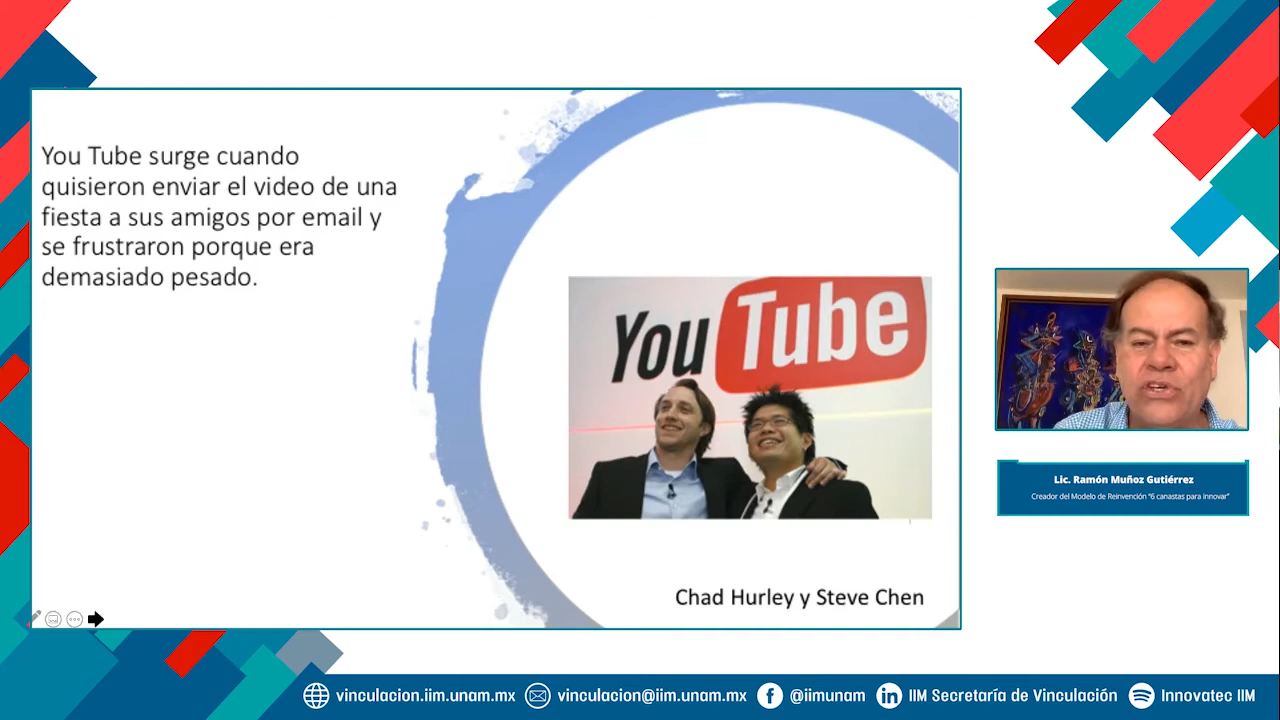 You Tube surge cuando
quisieron enviar el video de una
fiesta a sus amigos por email y
se frustraron porque era
demasiado pesado.
YouTube
Chad Hurley y Steve Chen
Lic. Ramón Muñoz Gutiérrez
Creador del Modelo de Reinvención "6 canastas para innovar"
vinculacion.iim.unam.mx vinculacion@iim.unam.mx @iimunam IIM Secretaría de Vinculación Innovatec IIM